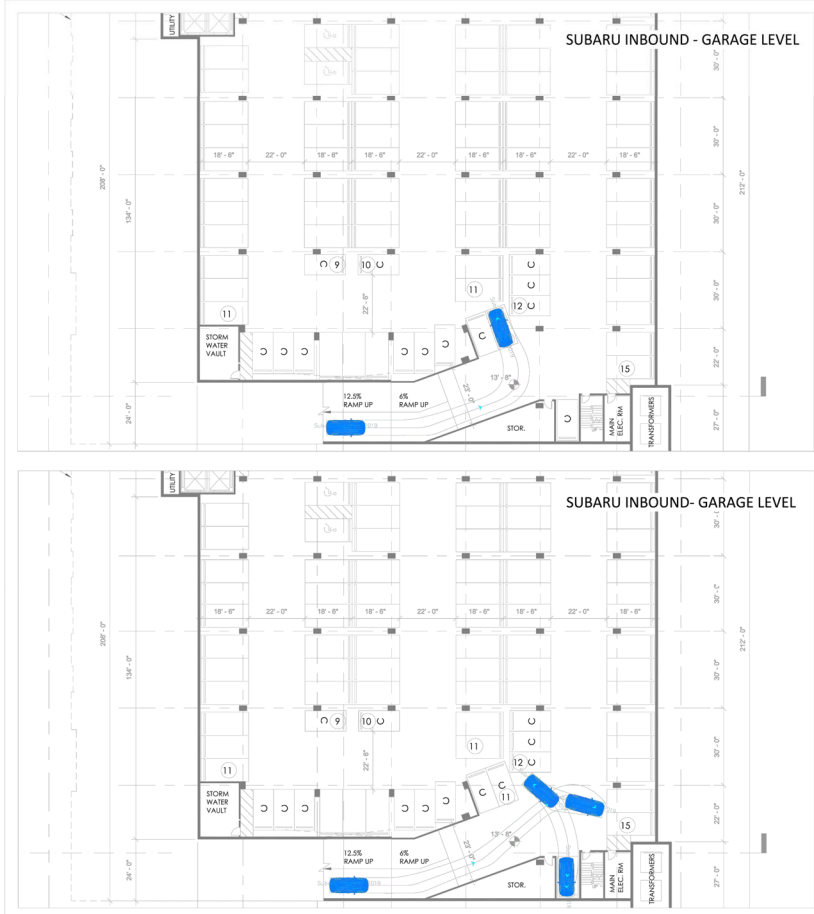 UTILITY
SUBARU INBOUND - GARAGE LEVEL
30' - 0"
30' - 0"
18' - 6"
22' - 0"
18' - 6"
18' - 6"
22' - 0"
18' - 6"
18' - 6"
22' - 0"
18' - 6"
208' - 0"
134' - 0"
30' - 0"
212' - 0"
C
9
10
C
C
C
12
C
11
11
30' - 0"
22' - 6"
STORM
WATER
VAULT
C
C
C
C
C
C
C
22' - 0"
15
13' - 8"
23' - 0"
12.5%
RAMP UP
6%
RAMP UP
24' - 0"
STOR.
C
MAIN
ELEC. RM
TRANSFORMERS
27' - 0"
UTILITY
SUBARU INBOUND- GARAGE LEVEL
30' - 0"
18' - 6"
22' - 0"
18' - 6"
18' - 6"
22' - 0"
18' - 6"
18' - 6"
22' - 0"
18' - 6"
208' - 0"
134' - 0"
30' - 0"
212' - 0"
C
9
10
C
C
C
12
C
11
11
30' - 0"
22' - 6"
STORM
WATER
VAULT
C
C
C
C
C
C
C
C
11
22' - 0"
15
13' - 8"
23' - 0"
12.5%
RAMP UP
6%
RAMP UP
24' - 0"
STOR.
MAIN
ELEC. RM
TRANSFORMERS
27' - 0"